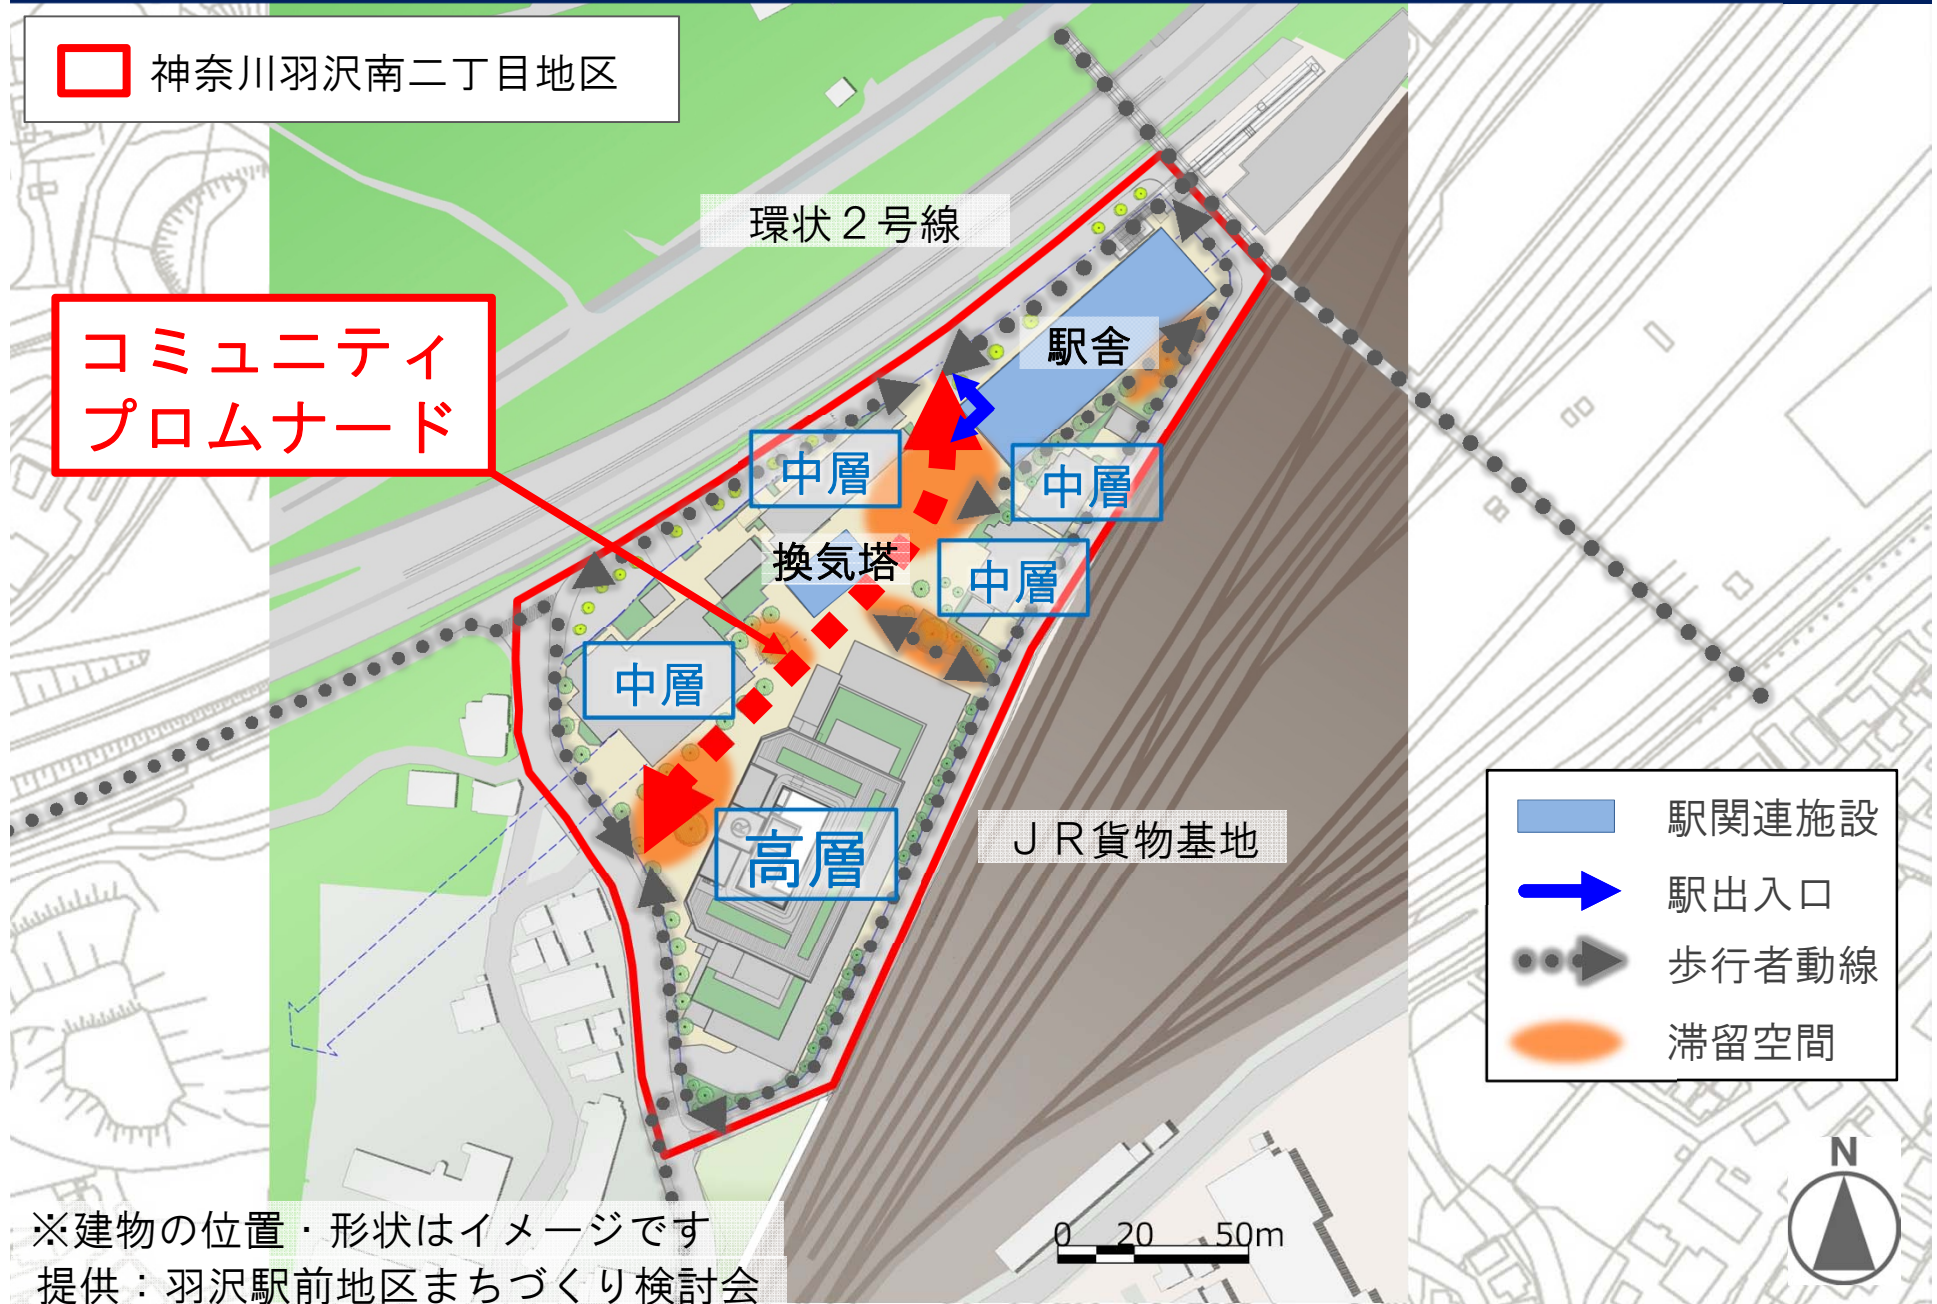 神奈川羽沢南二丁目地区
環状2号線
コミュニティ
プロムナード
駅舎
中層
中層
換気塔
中層
中層
高層
JR貨物基地
駅関連施設
駅出入口
歩行者動線
滞留空間
N
0 20 50m
※建物の位置・形状はイメージです
提供：羽沢駅前地区まちづくり検討会